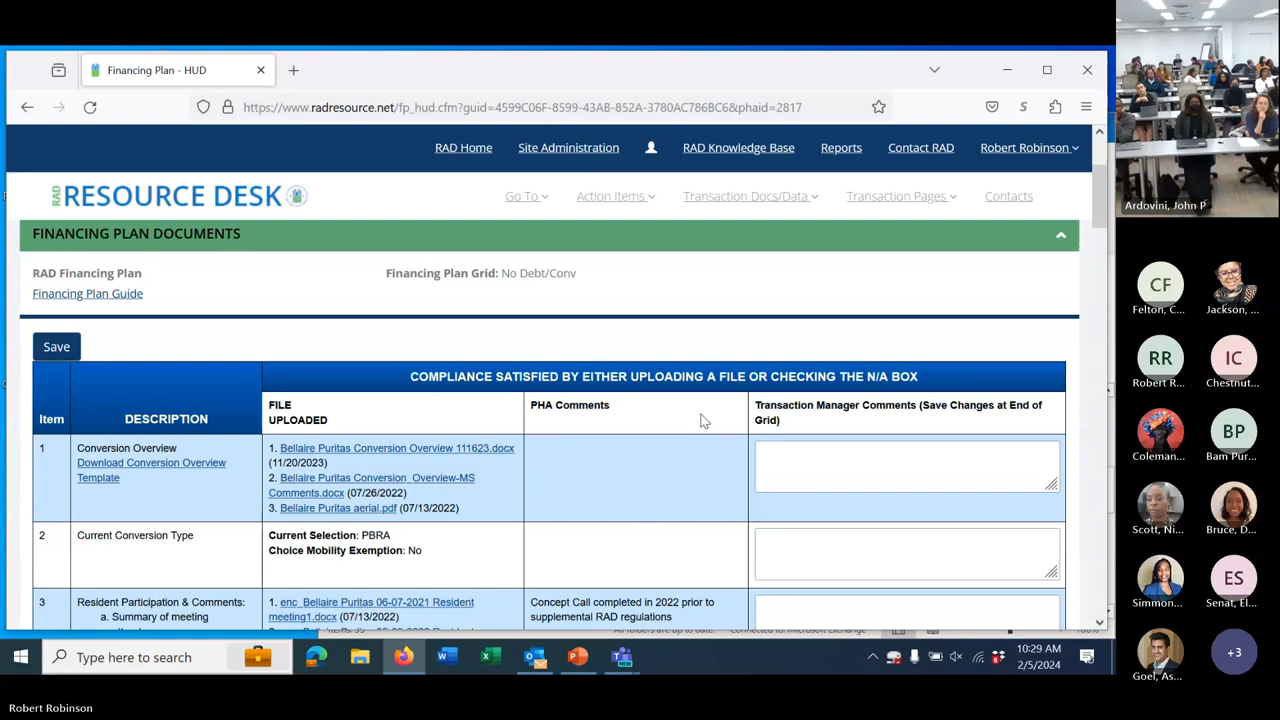 Financing Plan - HUD
https://www.radresource.net/fp_hud.cfm?guid=4599C06F-8599-43AB-852A-3780AC786BC6&phaid=2817
RAD Home Site Administration RAD Knowledge Base Reports Contact RAD Robert Robinson
RAD RESOURCE DESK Go To Action Items Transaction Docs/Data Transaction Pages Contacts
FINANCING PLAN DOCUMENTS
RAD Financing Plan Financing Plan Grid: No Debt/Conv
Financing Plan Guide
Save
COMPLIANCE SATISFIED BY EITHER UPLOADING A FILE OR CHECKING THE N/A BOX
Item DESCRIPTION
FILE
UPLOADED
PHA Comments
Transaction Manager Comments (Save Changes at End of
Grid)
1
Conversion Overview
Download Conversion Overview
Template
1. Bellaire Puritas Conversion Overview 111623.docx
(11/20/2023)
2. Bellaire Puritas Conversion_Overview-MS
Comments.docx (07/26/2022)
3. Bellaire Puritas aerial.pdf (07/13/2022)
2
Current Conversion Type
Current Selection: PBRA
Choice Mobility Exemption: No
3
Resident Participation & Comments:
a. Summary of meeting
1. enc_Bellaire Puritas 06-07-2021 Resident
meeting1.docx (07/13/2022)
Concept Call completed in 2022 prior to
supplemental RAD regulations
Type here to search
10:29 AM
2/5/2024
Robert Robinson
Ardovini, John P
CF
Felton, C...
Jackson, ...
RR
Robert R...
IC
Chestnut...
Coleman...
BP
Bam Pur...
Scott, Ni...
Bruce, D...
Simmon...
ES
Senat, El...
Goel, As...
+3